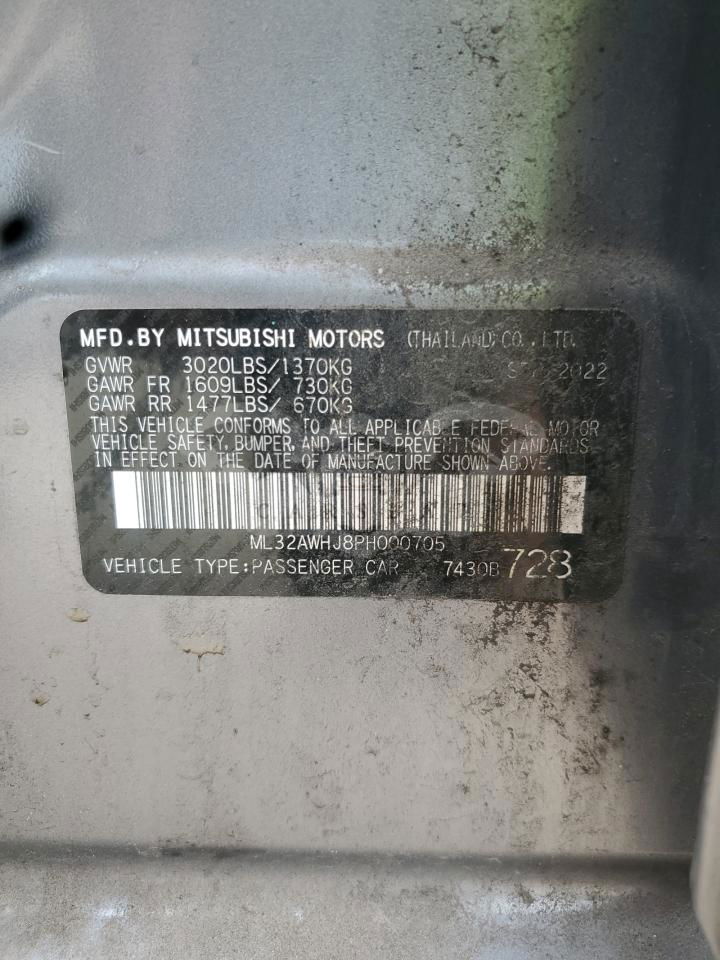 MFD.BY MITSUBISHI MOTORS (THAILAND) CO.,LTD.
GVWR 3020LBS/1370KG 2022
GAWR FR 1609LBS/ 730KG
GAWR RR 1477LBS/ 670KG
THIS VEHICLE CONFORMS TO ALL APPLICABLE FEDERAL MOTOR
VEHICLE SAFETY, BUMPER, AND THEFT PREVENTION STANDARDS
IN EFFECT ON THE DATE OF MANUFACTURE SHOWN ABOVE.
ML32AWHJ8PH000705
VEHICLE TYPE:PASSENGER CAR 7430B 728